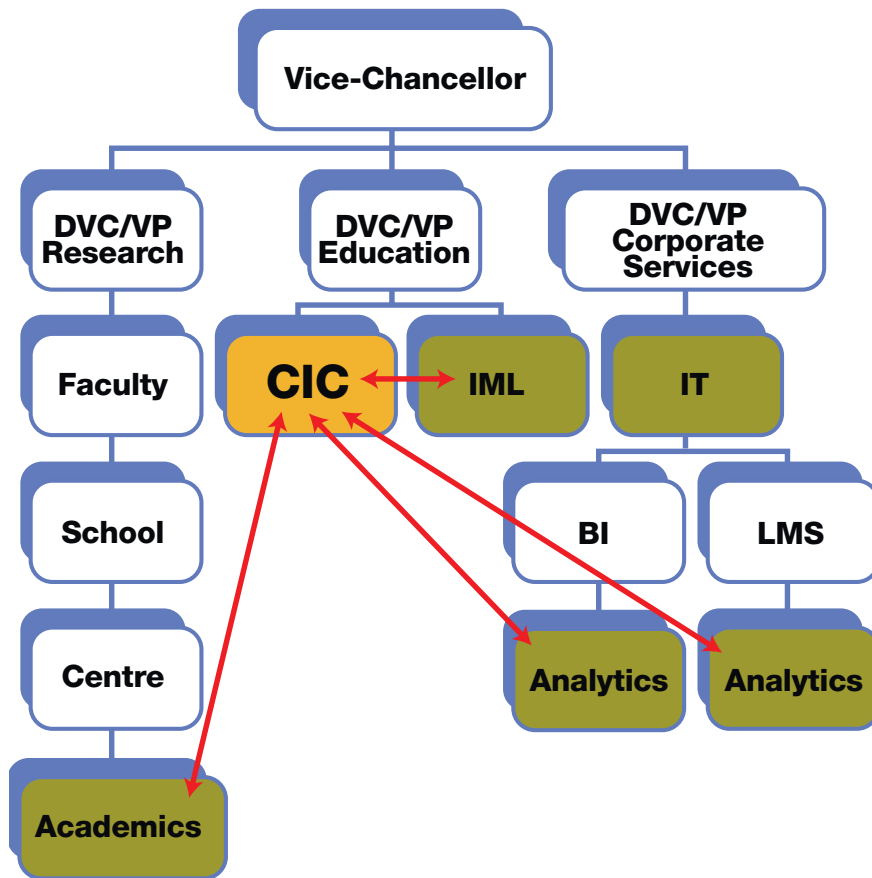 Vice-Chancellor
DVC/VP
Research
DVC/VP
Education
DVC/VP
Corporate
Services
Faculty
CIC
IML
IT
School
BI
LMS
Centre
Analytics
Analytics
Academics